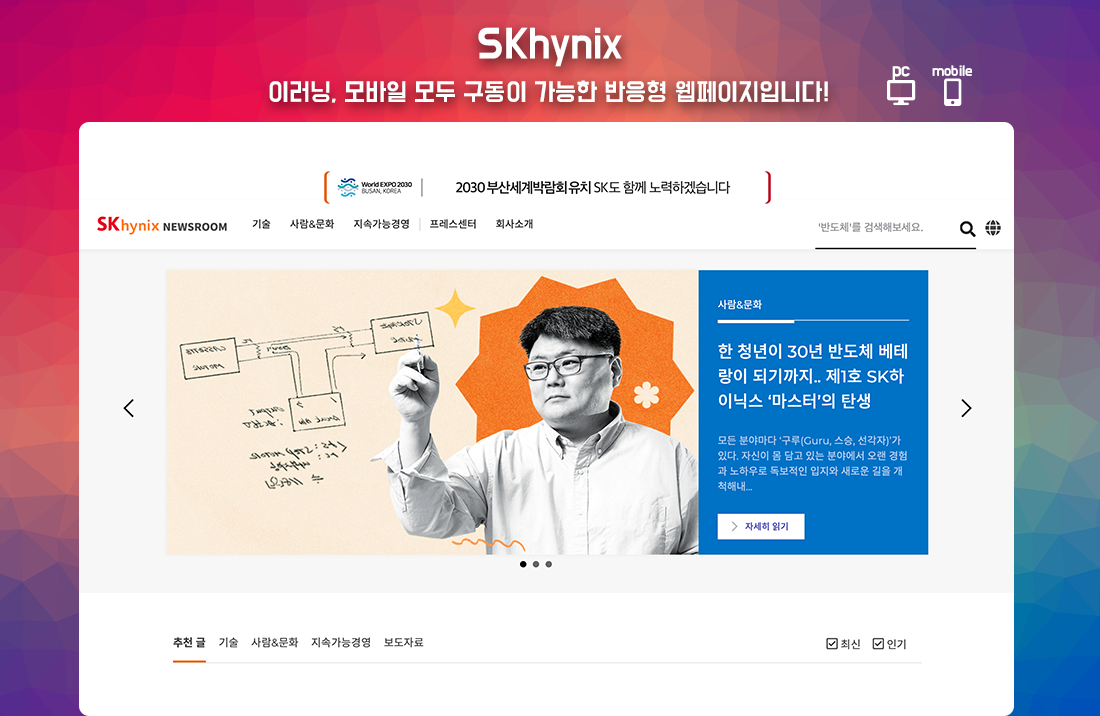 SKhynix
이러닝, 모바일 모두 구동이 가능한 반응형 웹페이지입니다!
pc
mobile
WORLD EXPO 2030
BUSAN, KOREA
2030 부산세계박람회 유치 SK도 함께 노력하겠습니다
SK hynix NEWSROOM
기술
사람&문화
지속가능경영
프레스센터
회사소개
'반도체'를 검색해보세요.
사람&문화
한 청년이 30년 반도체 베테
랑이 되기까지.. 제1호 SK하
이닉스 ‘마스터’의 탄생
모든 분야마다 ‘구루(Guru, 스승, 선각자)’가
있다. 자신이 몸 담고 있는 분야에서 오랜 경험
과 노하우로 독보적인 입지와 새로운 길을 개
척해내...
자세히 읽기
추천 글
기술
사람&문화
지속가능경영
보도자료
최신
인기